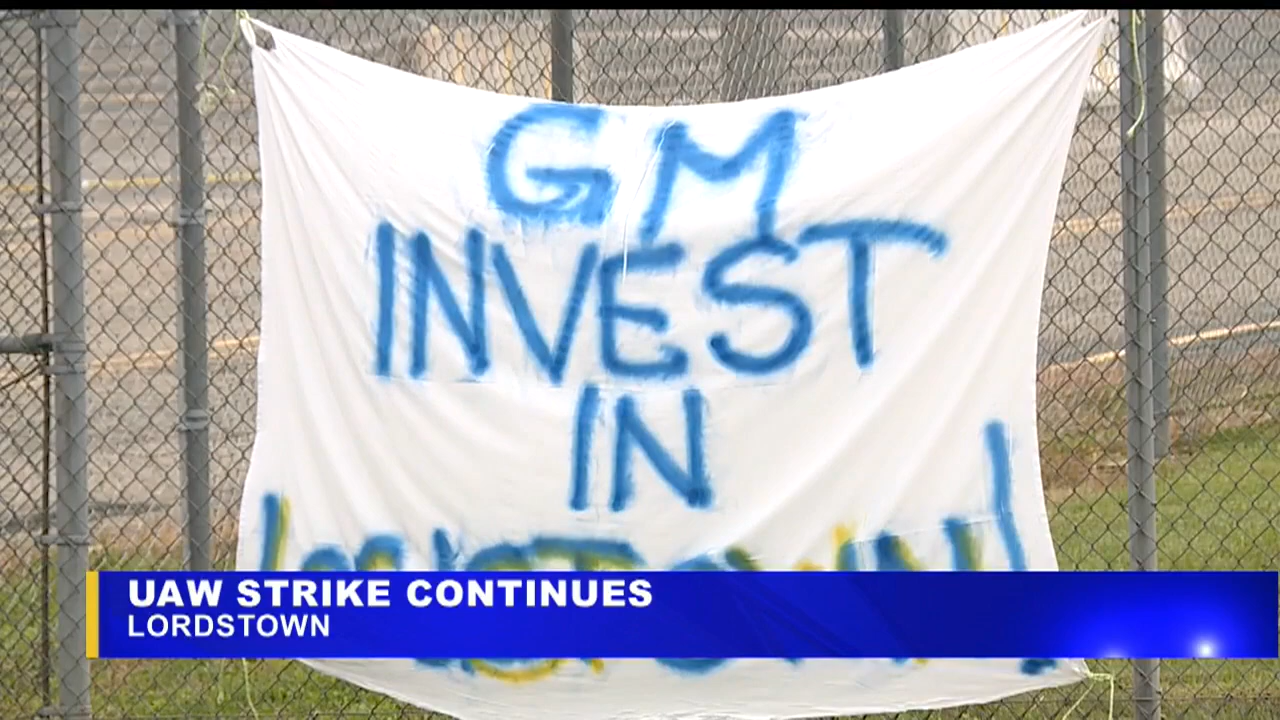 GM
INVEST
IN
UAW STRIKE CONTINUES
LORDSTOWN